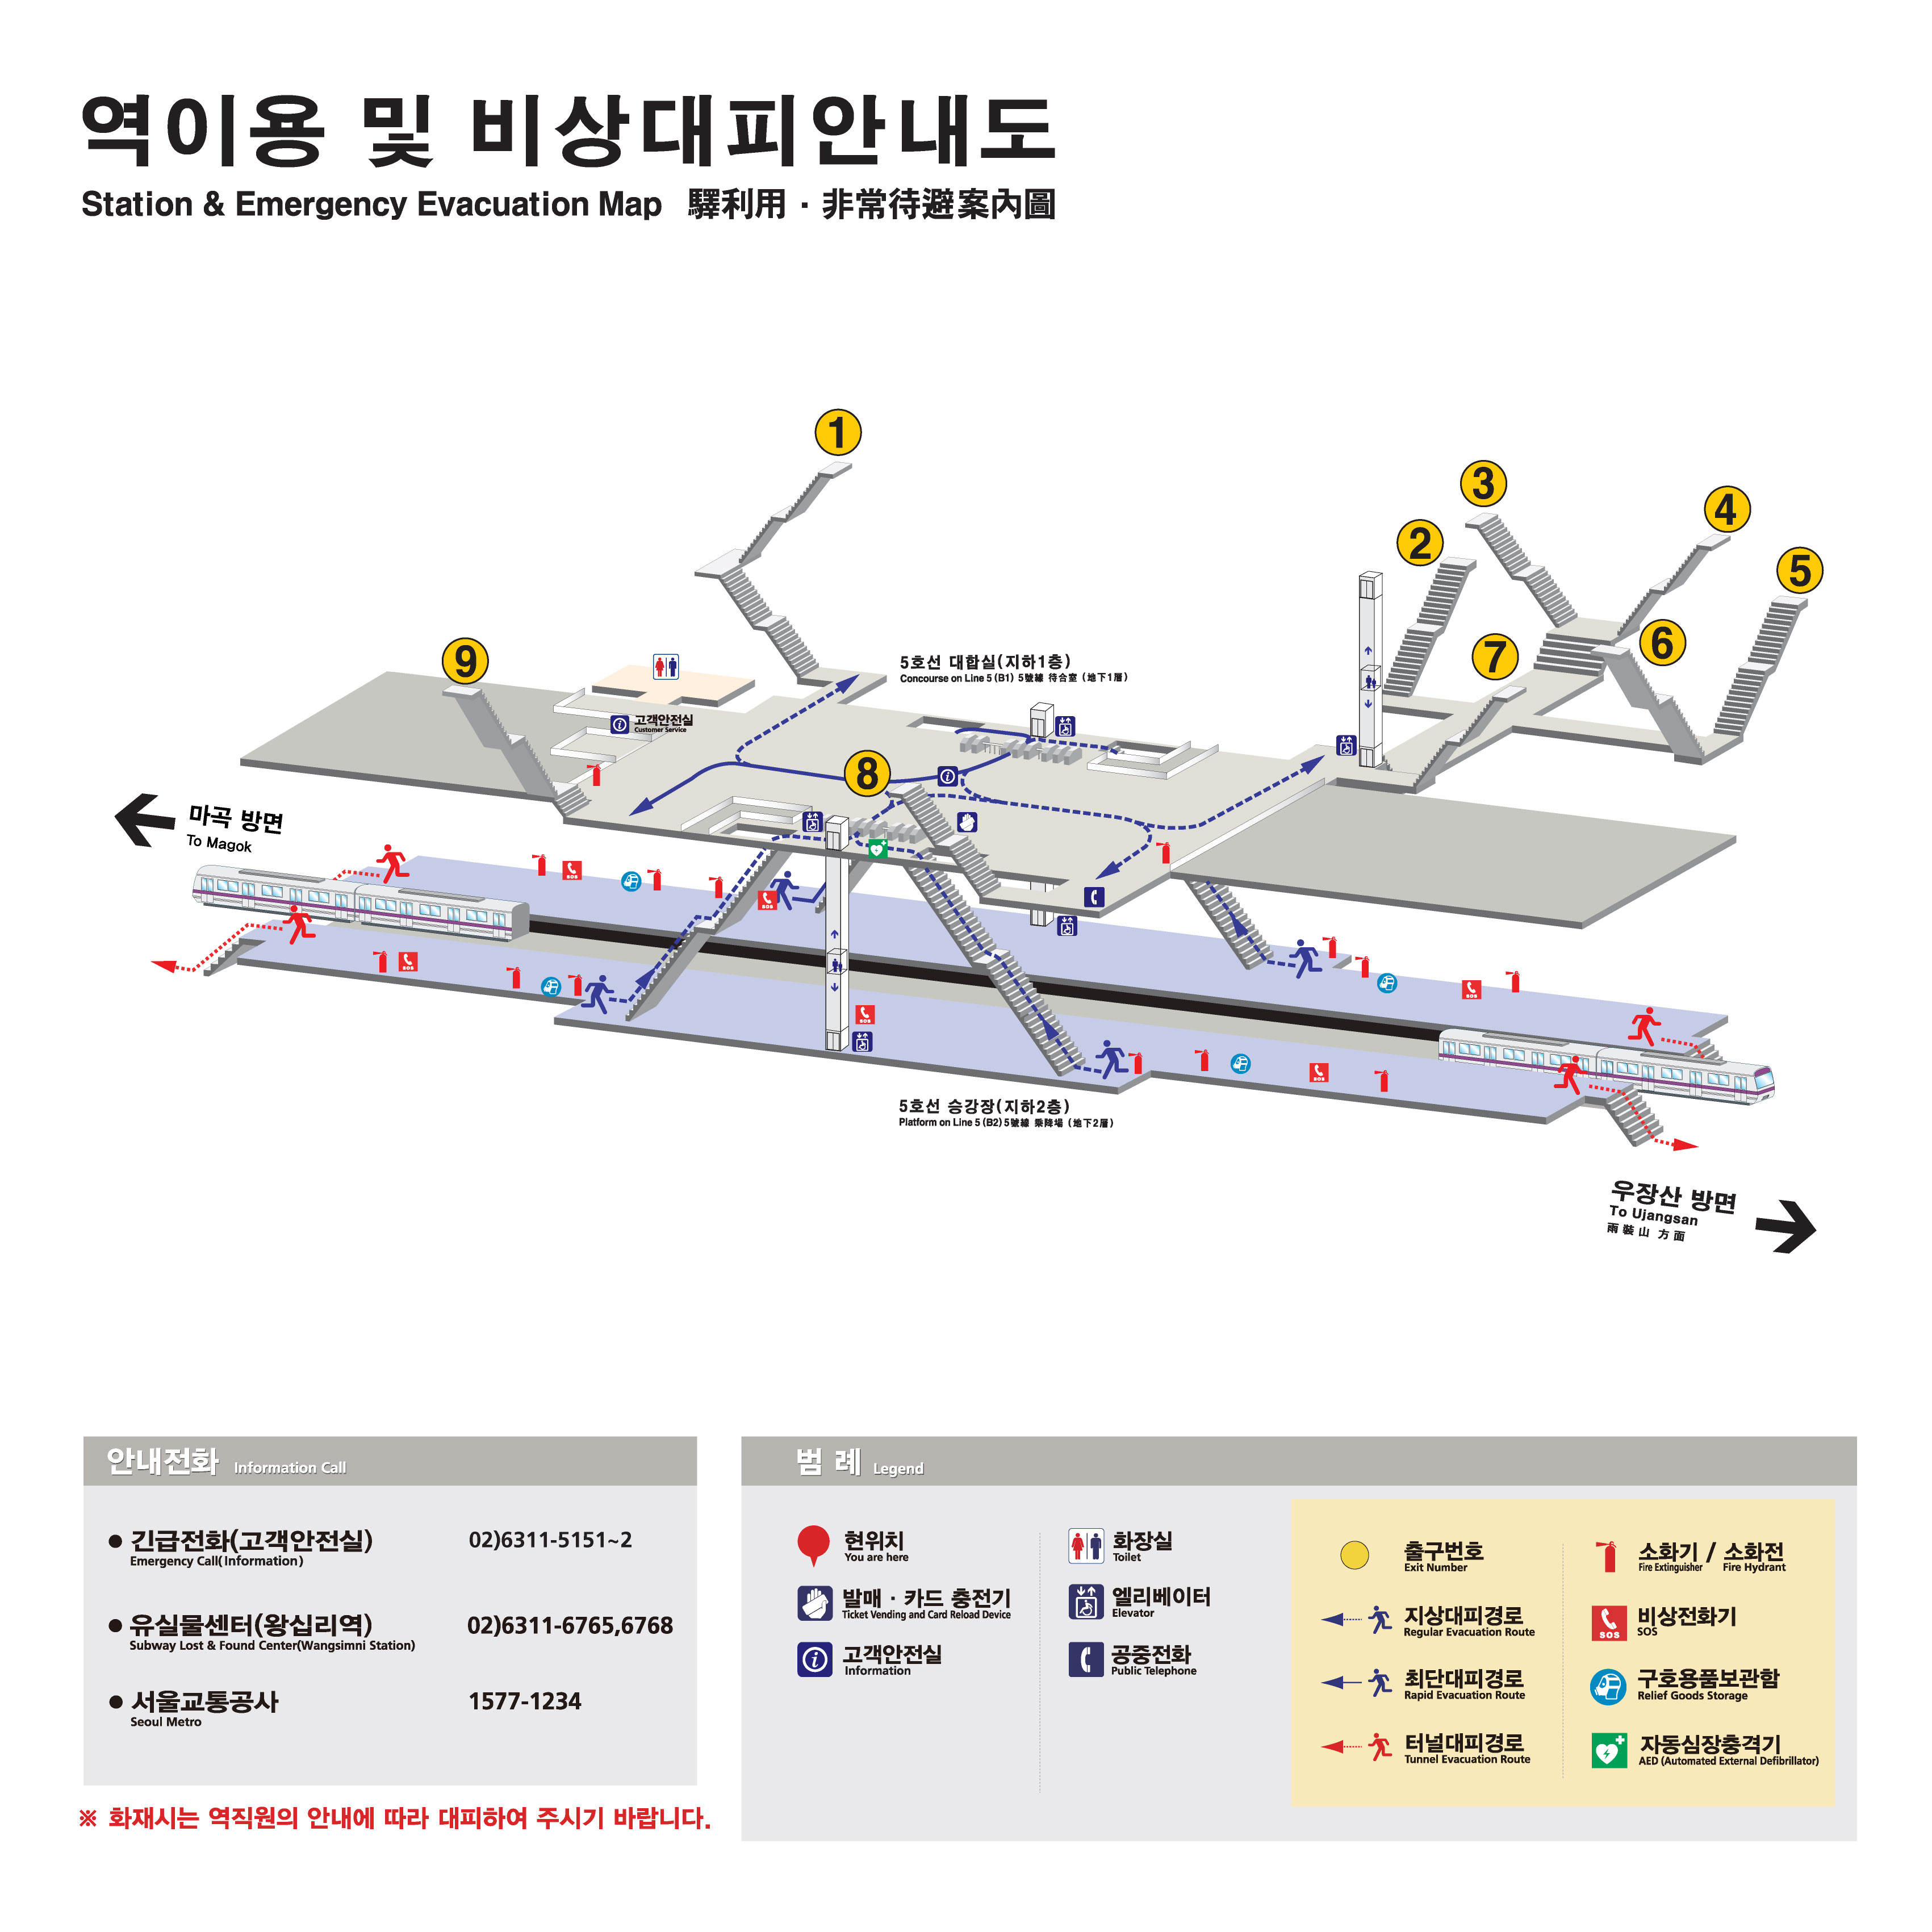 역이용 및 비상대피안내도
Station & Emergency Evacuation Map 驛利用 · 非常待避案內圖
1
3
4
2
5
6
7
9
5호선 대합실(지하1층)
Concourse on Line 5 (B1) 5號線 待合室 (地下1層)
고객안전실
Customer Service
8
마곡 방면
To Magok
SOS
SOS
SOS
SOS
SOS
SOS
5호선 승강장(지하2층)
Platform on Line 5 (B2) 5號線 乘降場 (地下2層)
우장산 방면
To Ujangsan
雨裝山 方面
안내전화 Information Call
● 긴급전화(고객안전실) 02)6311-5151~2
Emergency Call(Information)
● 유실물센터(왕십리역) 02)6311-6765,6768
Subway Lost & Found Center(Wangsimni Station)
● 서울교통공사 1577-1234
Seoul Metro
※ 화재시는 역직원의 안내에 따라 대피하여 주시기 바랍니다.
범 례 Legend
현위치
You are here
발매 · 카드 충전기
Ticket Vending and Card Reload Device
고객안전실
Information
화장실
Toilet
엘리베이터
Elevator
공중전화
Public Telephone
출구번호
Exit Number
지상대피경로
Regular Evacuation Route
최단대피경로
Rapid Evacuation Route
터널대피경로
Tunnel Evacuation Route
소화기 / 소화전
Fire Extinguisher Fire Hydrant
SOS
비상전화기
SOS
구호용품보관함
Relief Goods Storage
자동심장충격기
AED (Automated External Defibrillator)